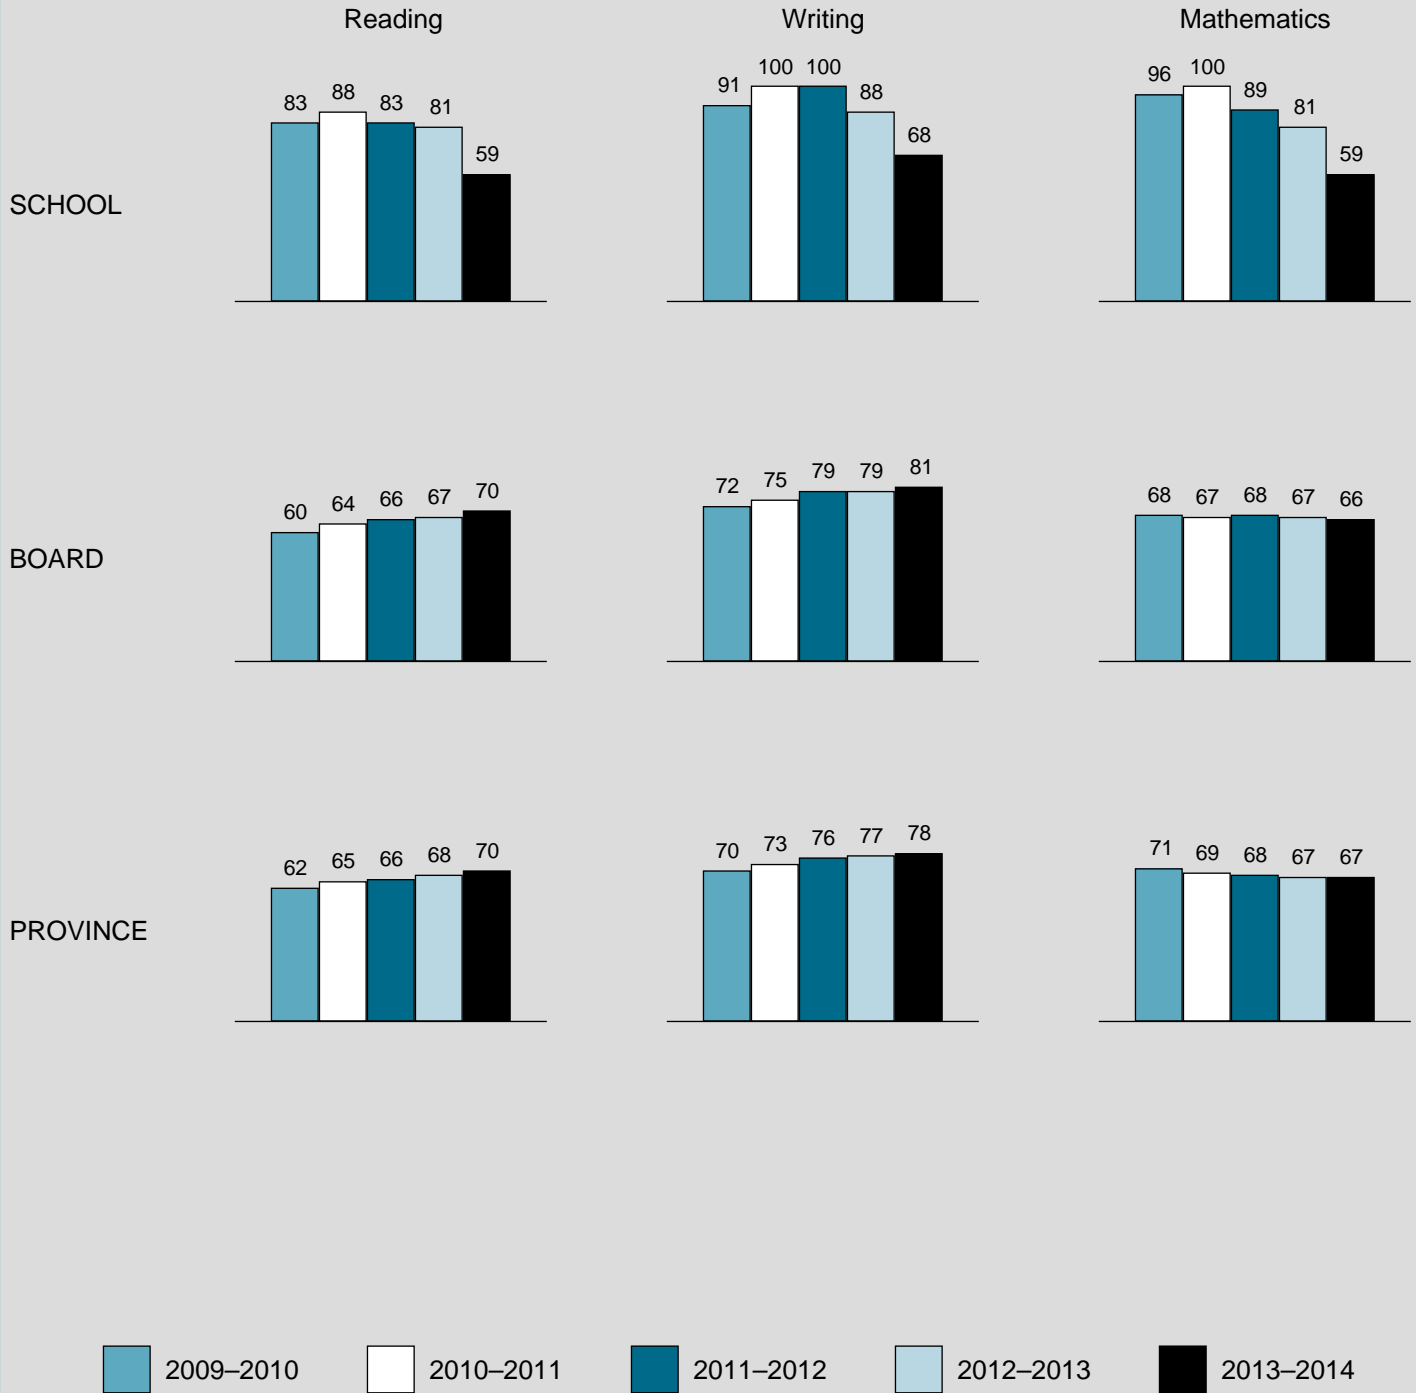 Reading Writing Mathematics
83 88 83 81 59 91 100 100 88 68 96 100 89 81 59
SCHOOL
60 64 66 67 70 72 75 79 79 81 68 67 68 67 66
BOARD
62 65 66 68 70 70 73 76 77 78 71 69 68 67 67
PROVINCE
2009–2010 2010–2011 2011–2012 2012–2013 2013–2014